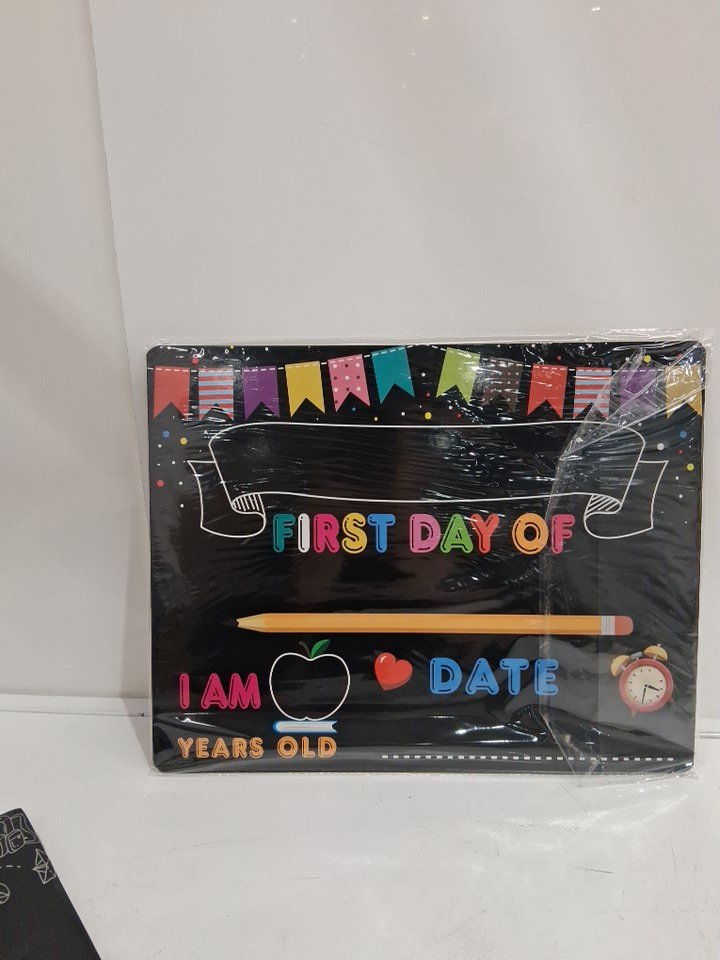 FIRST DAY OF
I AM
DATE
YEARS OLD